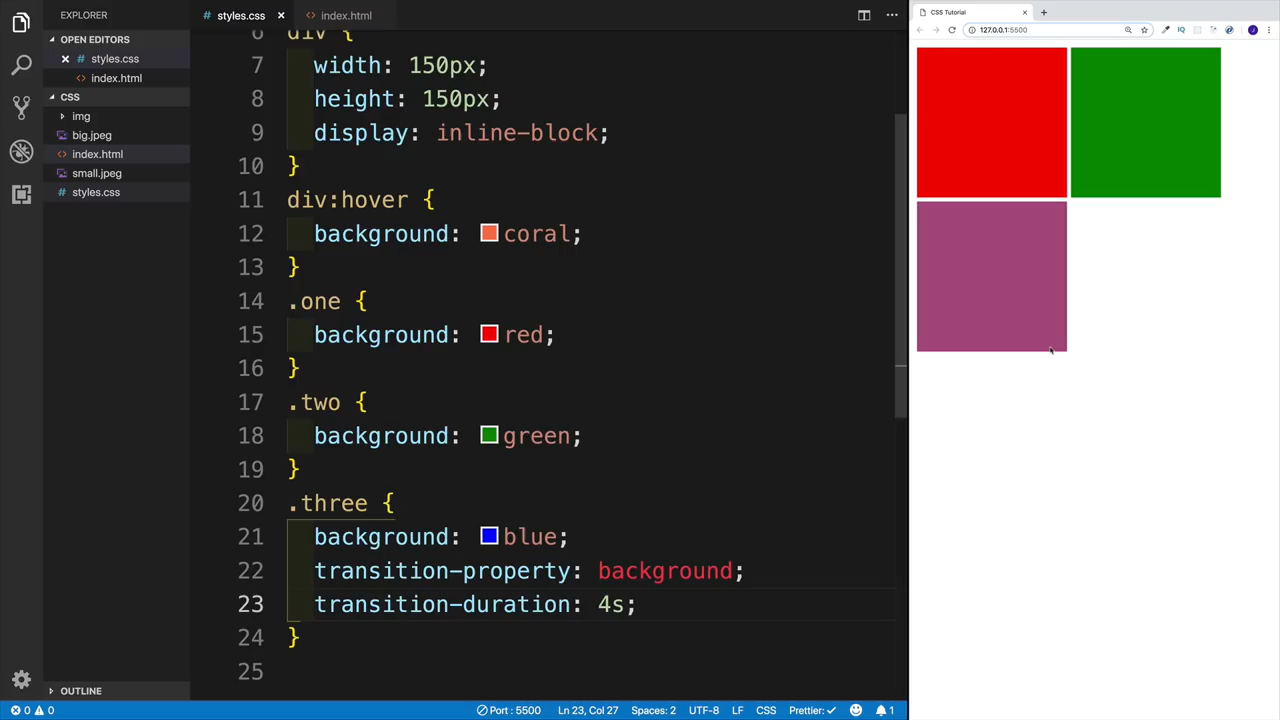 EXPLORER
OPEN EDITORS
styles.css
index.html
CSS
img
big.jpeg
index.html
small.jpeg
styles.css
OUTLINE
styles.css
index.html
6 div {
7 width: 150px;
8 height: 150px;
9 display: inline-block;
10 }
11 div:hover {
12 background: coral;
13 }
14 .one {
15 background: red;
16 }
17 .two {
18 background: green;
19 }
20 .three {
21 background: blue;
22 transition-property: background;
23 transition-duration: 4s;
24 }
25
0 0
Port : 5500
Ln 23, Col 27
Spaces: 2
UTF-8
LF
CSS
Prettier: ✓
1
CSS Tutorial
127.0.0.1:5500
IQ
J